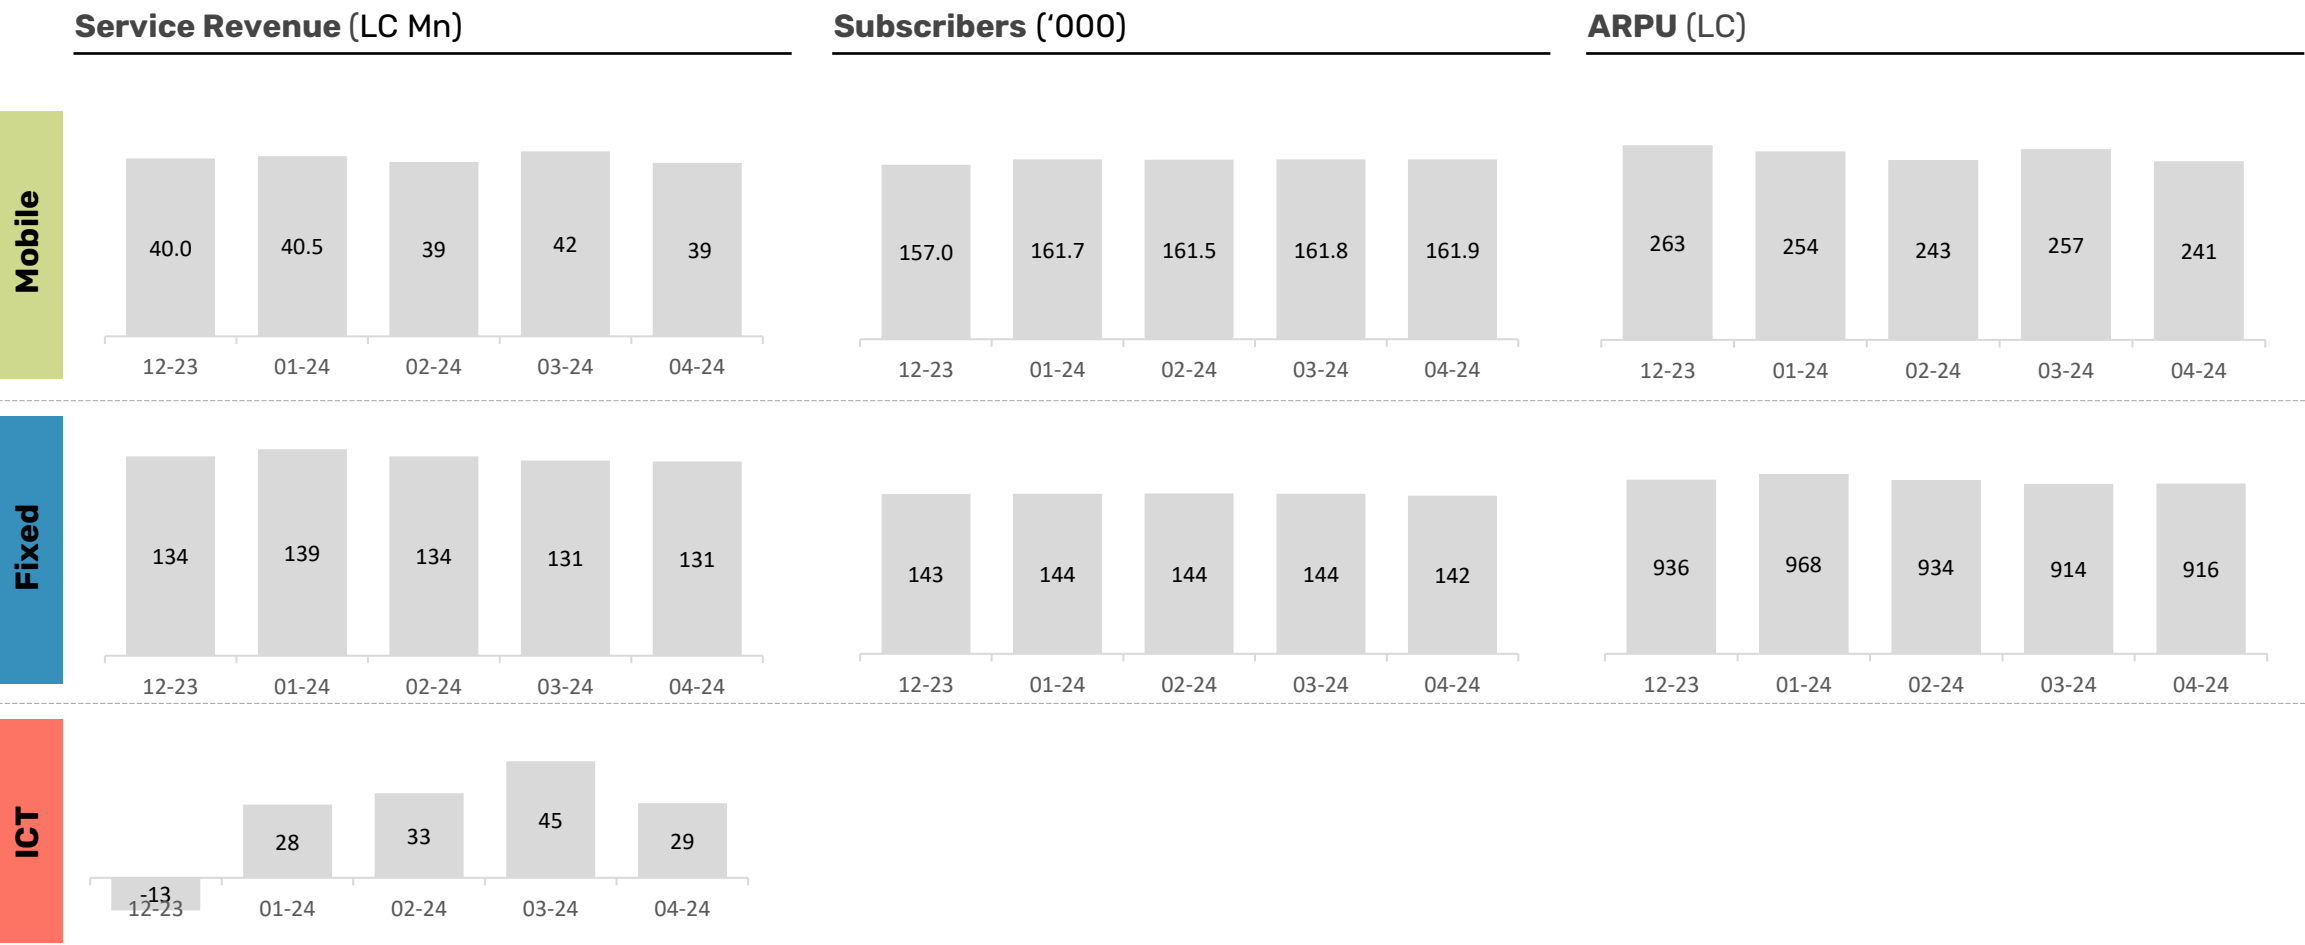 Service Revenue (LC Mn)
Subscribers (‘000)
ARPU (LC)
Mobile
40.0 40.5 39 42 39
12-23 01-24 02-24 03-24 04-24
157.0 161.7 161.5 161.8 161.9
12-23 01-24 02-24 03-24 04-24
263 254 243 257 241
12-23 01-24 02-24 03-24 04-24
Fixed
134 139 134 131 131
12-23 01-24 02-24 03-24 04-24
143 144 144 144 142
12-23 01-24 02-24 03-24 04-24
936 968 934 914 916
12-23 01-24 02-24 03-24 04-24
ICT
-13 28 33 45 29
12-23 01-24 02-24 03-24 04-24